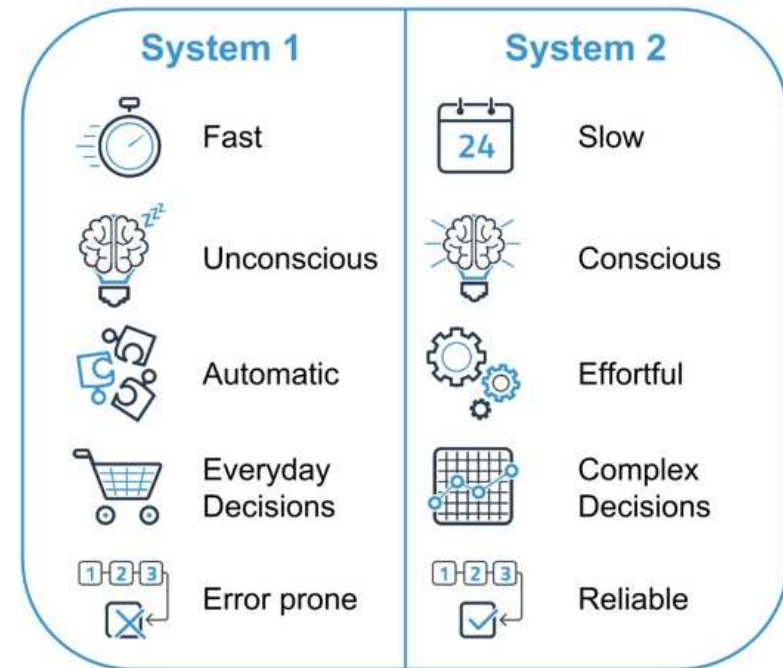 System 1
System 2
Fast
24
Slow
zzz
Unconscious
Conscious
Automatic
Effortful
Everyday
Decisions
Complex
Decisions
1 2 3
Error prone
1 2 3
Reliable